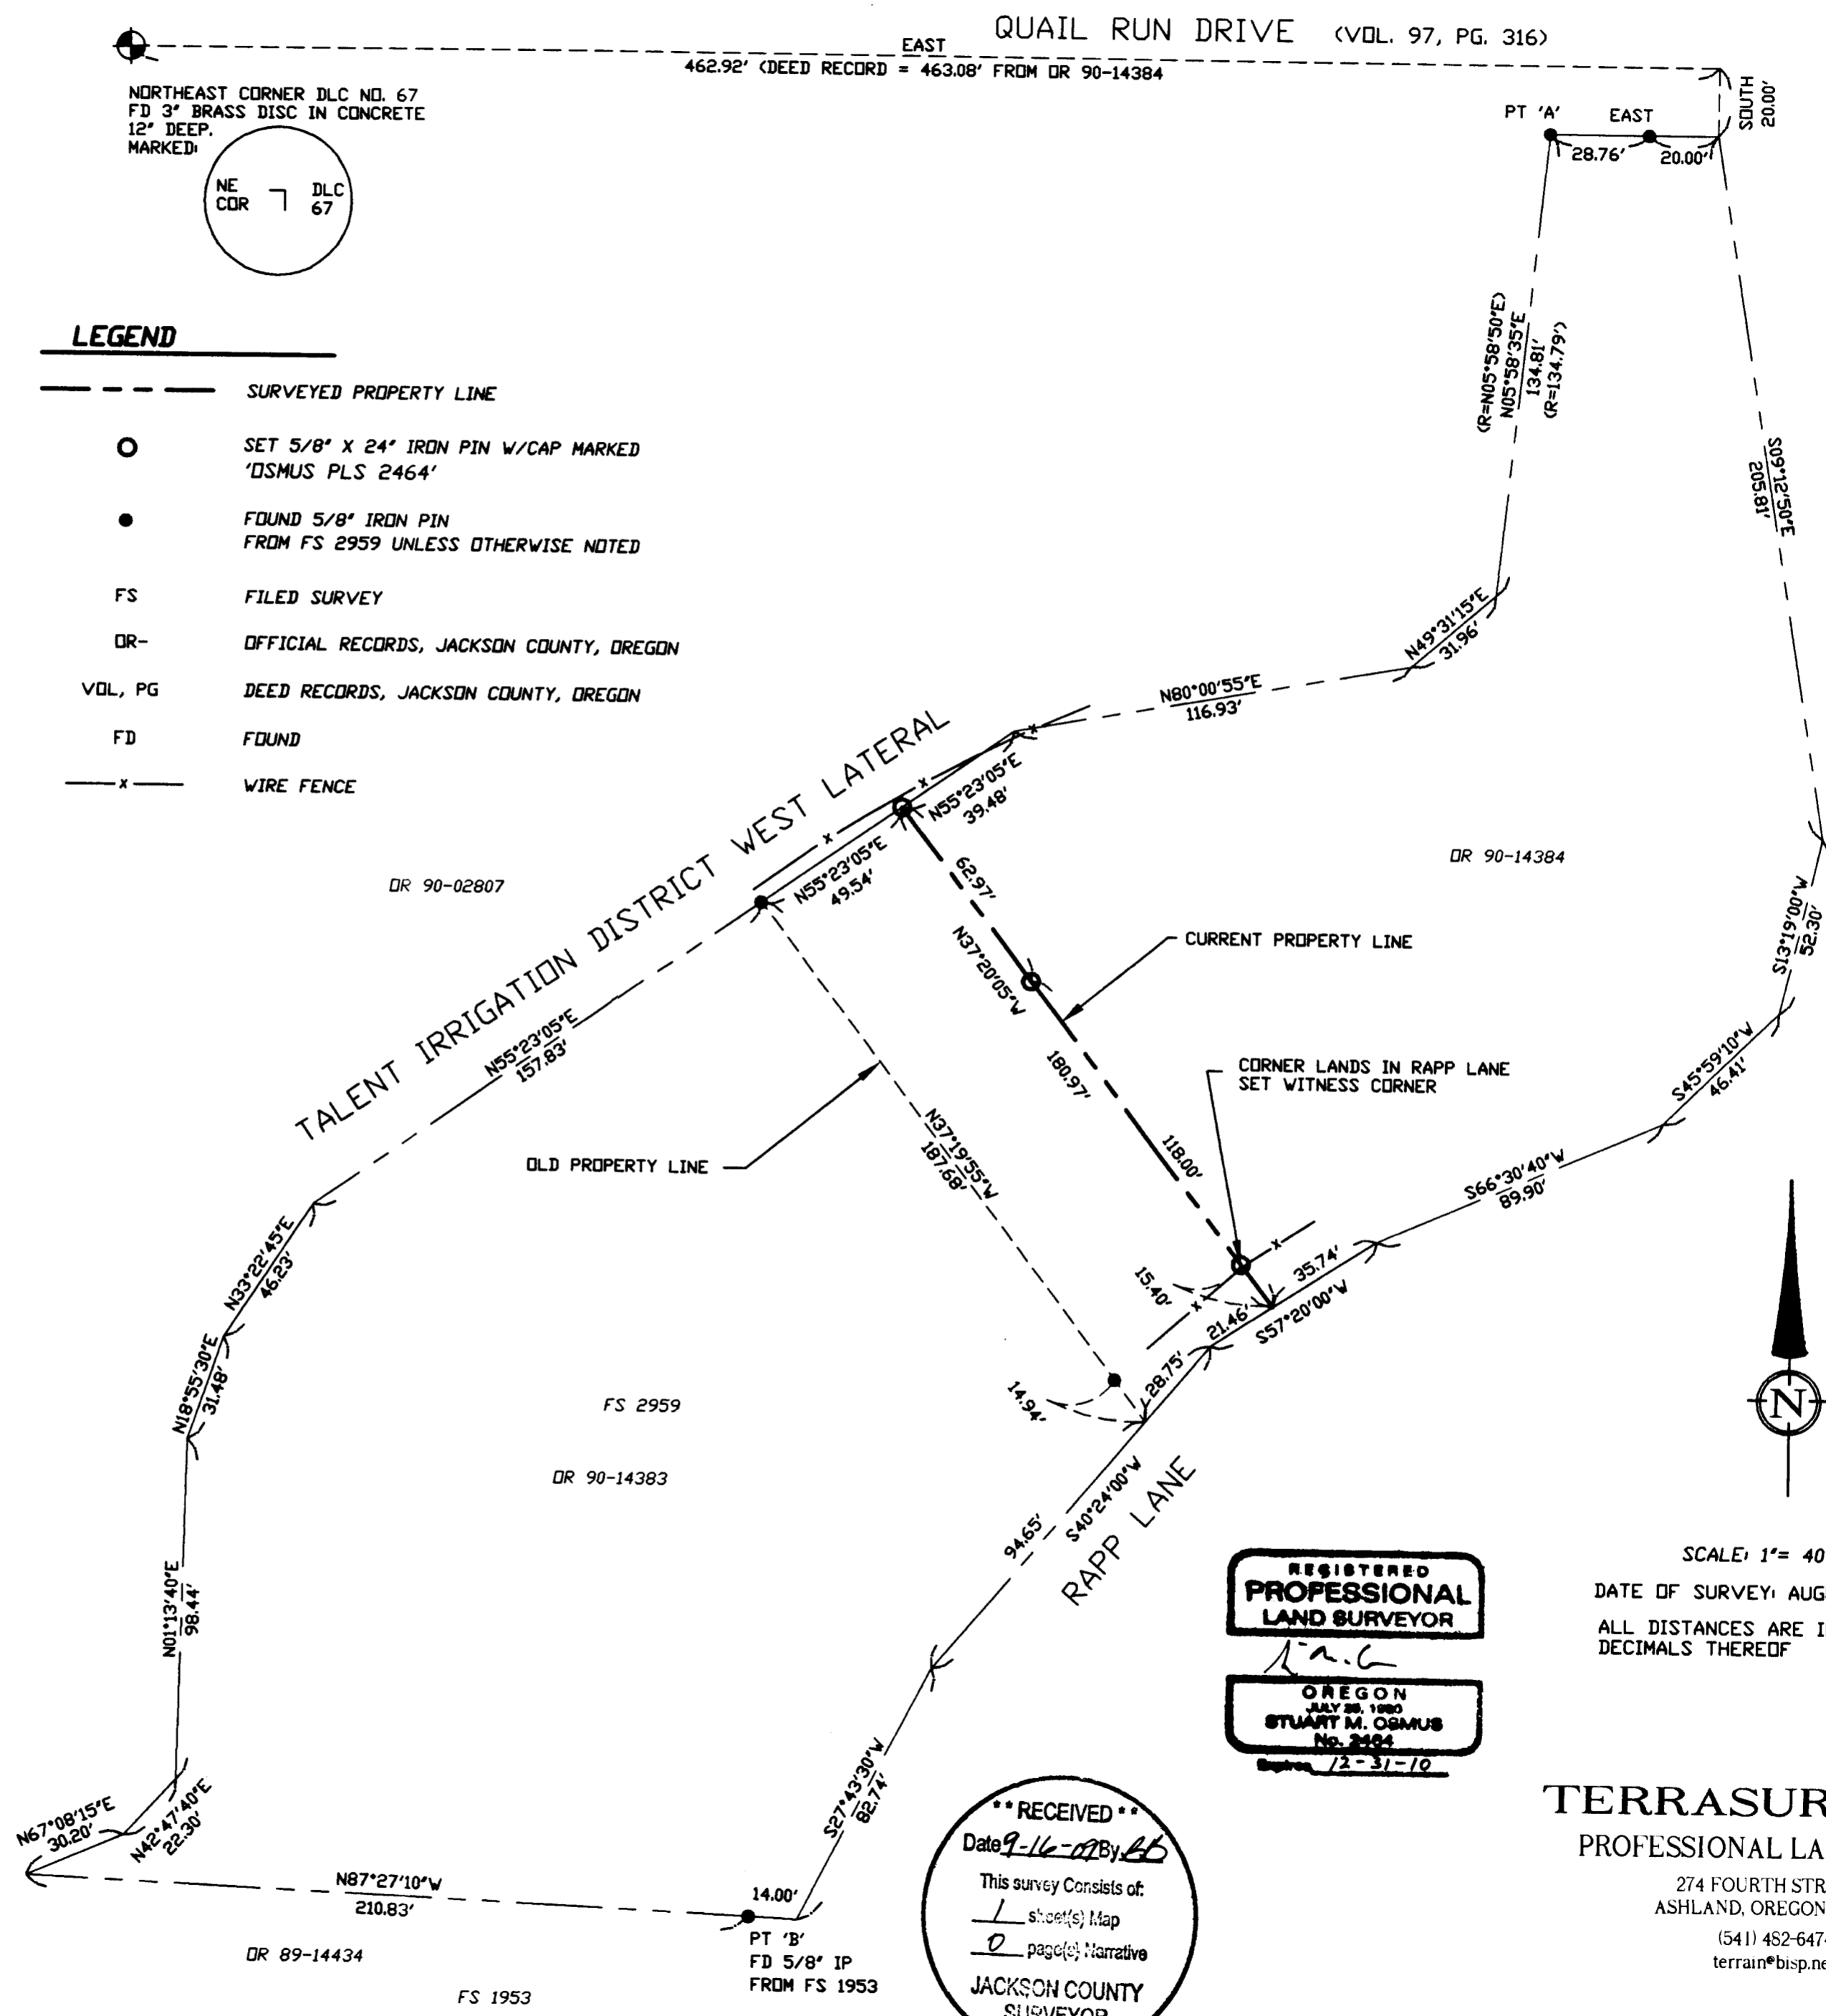 QUAIL RUN DRIVE (VOL. 97, PG. 316)
EAST
462.92' (DEED RECORD = 463.08' FROM OR 90-14384
SOUTH
20.00'
NORTHEAST CORNER DLC NO. 67
FD 3" BRASS DISC IN CONCRETE
12" DEEP.
MARKED:
NE DLC
COR 67
PT 'A' EAST
28.76' 20.00'
LEGEND
SURVEYED PROPERTY LINE
SET 5/8" X 24" IRON PIN W/CAP MARKED
'OSMUS PLS 2464'
FOUND 5/8" IRON PIN
FROM FS 2959 UNLESS OTHERWISE NOTED
FS FILED SURVEY
OR- OFFICIAL RECORDS, JACKSON COUNTY, OREGON
VOL, PG DEED RECORDS, JACKSON COUNTY, OREGON
FD FOUND
x WIRE FENCE
(R=N05°58'50"E)
N05°58'35"E
134.81'
(R=134.79')
S09°12'50"E
205.81'
N49°31'15"E
31.96'
N80°00'55"E
116.93'
TALENT IRRIGATION DISTRICT WEST LATERAL
x
x
x
N55°23'05"E
39.48'
N55°23'05"E
49.54'
OR 90-02807
OR 90-14384
62.97'
N37°20'05"W
CURRENT PROPERTY LINE
S13°19'00"W
52.30'
N55°23'05"E
157.83'
180.97'
CORNER LANDS IN RAPP LANE
SET WITNESS CORNER
S45°59'10"W
46.41'
OLD PROPERTY LINE
N37°19'55"W
187.68'
118.00'
S66°30'40"W
89.90'
N33°22'45"E
46.23'
x
x
15.40'
35.74'
21.46'
S57°20'00"W
N18°55'30"E
31.48'
14.94'
28.75'
FS 2959
OR 90-14383
N
94.65'
S40°24'00"W
RAPP LANE
N01°13'40"E
98.44'
SCALE: 1"= 40
DATE OF SURVEY: AUG
ALL DISTANCES ARE I
DECIMALS THEREOF
REGISTERED
PROFESSIONAL
LAND SURVEYOR
OREGON
STUART M. OSMUS
No. 2464
Expires 12-31-10
S27°43'30"W
82.74'
N67°08'15"E
30.20'
N42°47'40"E
22.30'
N87°27'10"W
210.83'
14.00'
PT 'B'
FD 5/8" IP
FROM FS 1953
OR 89-14434
FS 1953
** RECEIVED **
Date 9-16-09 By
This survey Consists of:
1 sheet(s) Map
0 page(s) Narrative
JACKSON COUNTY
SURVEYOR
TERRASUR
PROFESSIONAL LA
274 FOURTH STR
ASHLAND, OREGON
(541) 482-647
terrain@bisp.ne